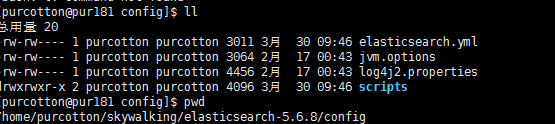 [purcotton@pur181 config]$ ll
总用量 20
-rw-rw---- 1 purcotton purcotton 3011 3月  30 09:46 elasticsearch.yml
-rw-rw---- 1 purcotton purcotton 3064 2月  17 00:43 jvm.options
-rw-rw---- 1 purcotton purcotton 4456 2月  17 00:43 log4j2.properties
drwxrwxr-x 2 purcotton purcotton 4096 3月  30 09:46 scripts
[purcotton@pur181 config]$ pwd
/home/purcotton/skywalking/elasticsearch-5.6.8/config